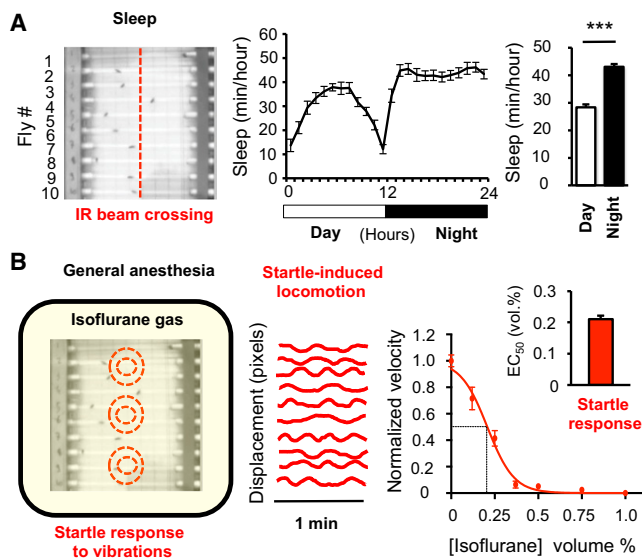 A
Sleep
Fly #
1
2
3
4
5
6
7
8
9
10
IR beam crossing
Sleep (min/hour)
60
50
40
30
20
10
0
0
12
24
Day (Hours) Night
***
Sleep (min/hour)
60
40
30
20
10
0
Day
Night
B
General anesthesia
Isoflurane gas
Startle response
to vibrations
Startle-induced
locomotion
Displacement (pixels)
1 min
Normalized velocity
1.2
1.0
0.8
0.6
0.4
0.2
0
0
0.25
0.5
0.75
1.0
[Isoflurane] volume %
EC50 (vol.%)
0.3
0.2
0.1
0
Startle
response